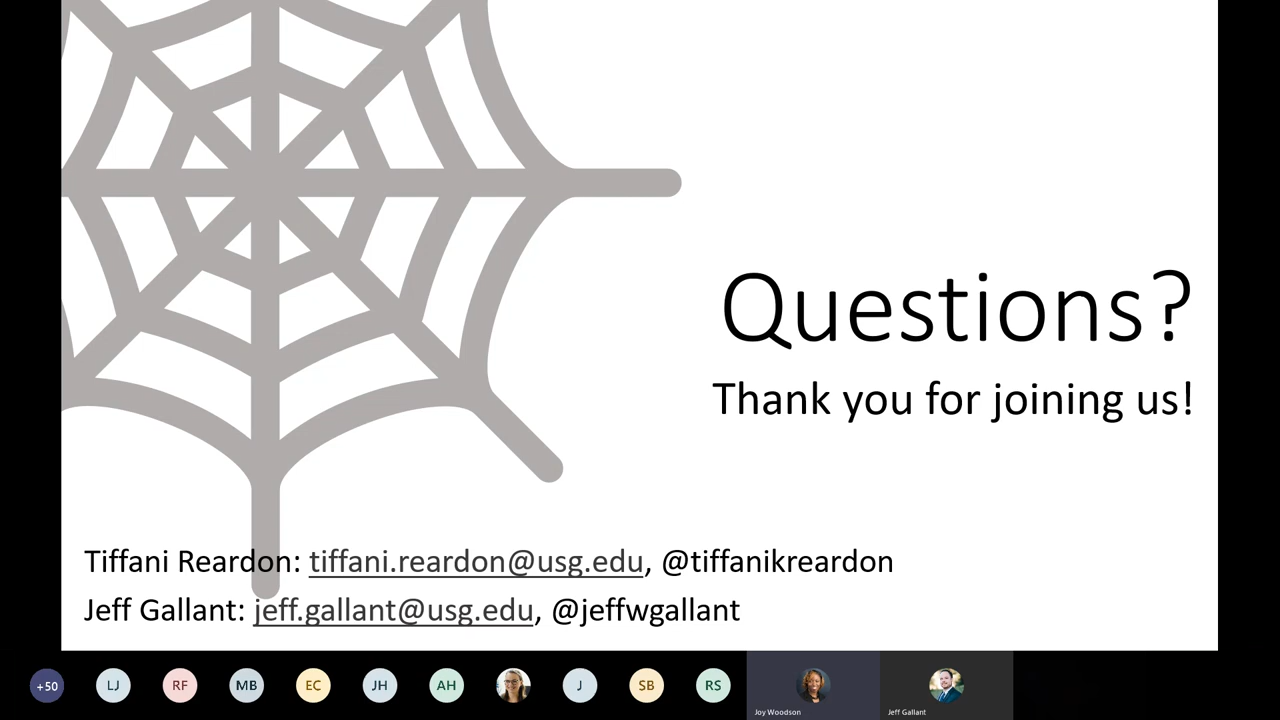 Questions?
Thank you for joining us!
Tiffani Reardon: tiffani.reardon@usg.edu, @tiffanikreardon
Jeff Gallant: jeff.gallant@usg.edu, @jeffwgallant
+50 LJ RF MB EC JH AH J SB RS
Joy Woodson Jeff Gallant